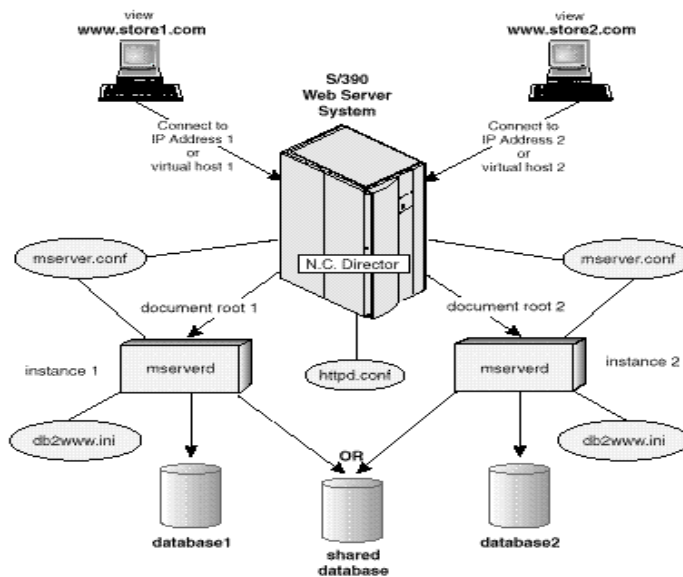 view
www.store1.com
view
www.store2.com
S/390
Web Server
System
Connect to
IP Address 1
or
virtual host 1
Connect to
IP Address 2
or
virtual host 2
mserver.conf
mserver.conf
N.C. Director
document root 1
document root 2
instance 1
mserverd
httpd.conf
mserverd
instance 2
db2www.ini
db2www.ini
OR
database1
shared
database
database2